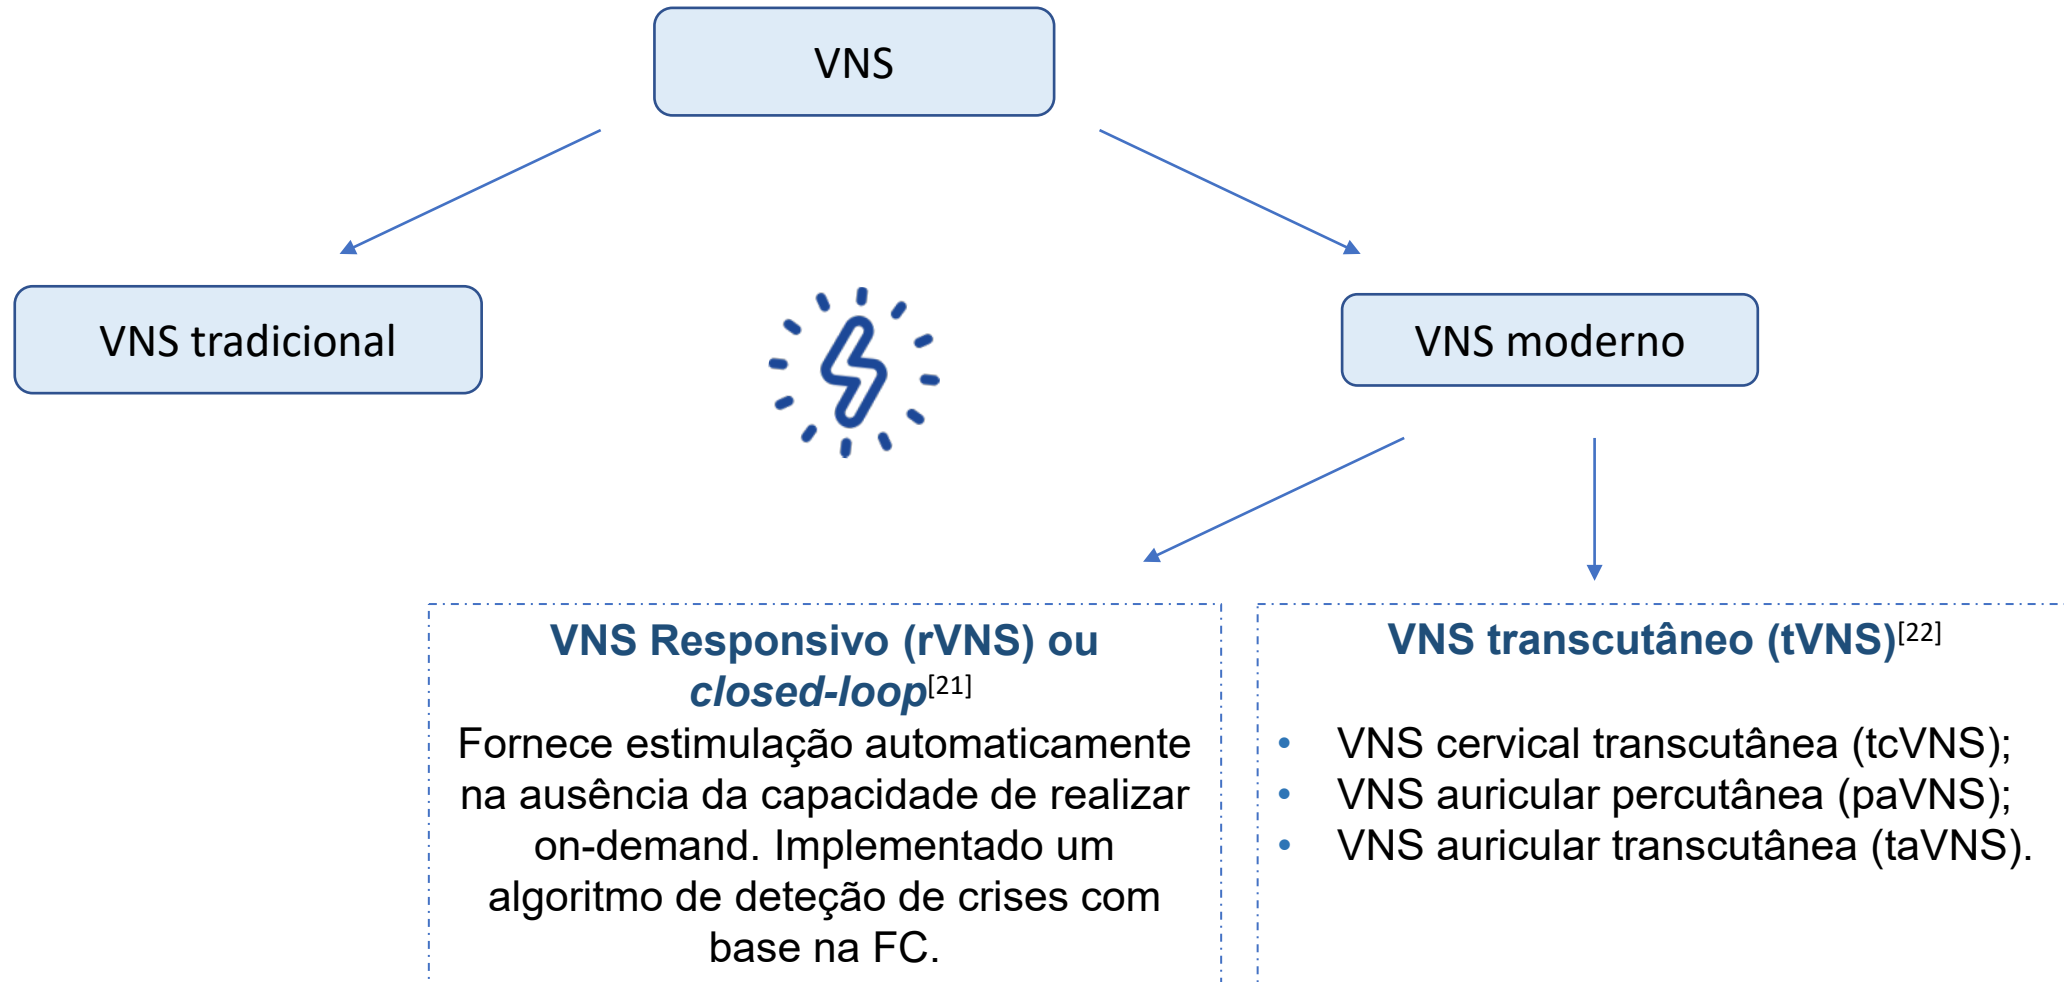 VNS
VNS tradicional
VNS moderno
VNS Responsivo (rVNS) ou
closed-loop[21]
Fornece estimulação automaticamente
na ausência da capacidade de realizar
on-demand. Implementado um
algoritmo de deteção de crises com
base na FC.
VNS transcutâneo (tVNS)[22]
• VNS cervical transcutânea (tcVNS);
• VNS auricular percutânea (paVNS);
• VNS auricular transcutânea (taVNS).